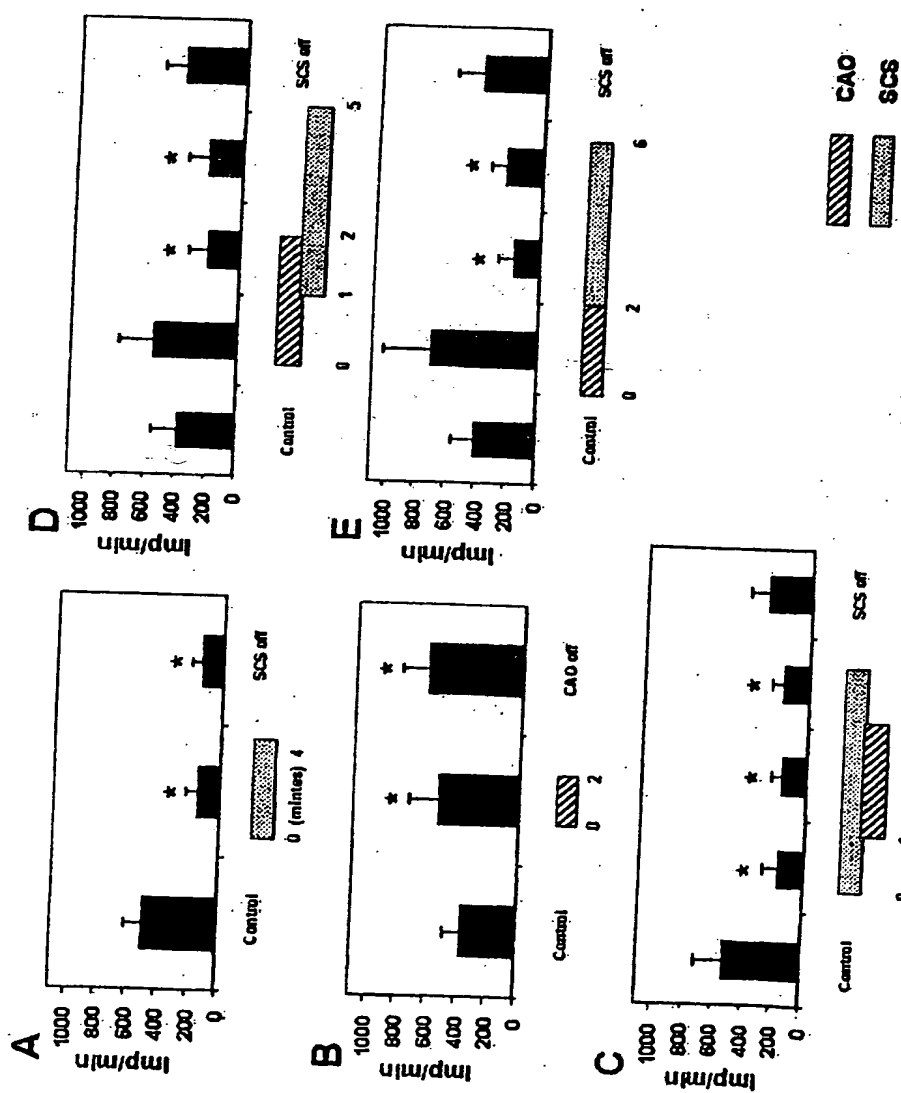 A
Imp/min
1000
800
600
400
200
0
* *
Control
SCS off
0 (mintes) 4
B
Imp/min
1000
800
600
400
200
0
* *
Control
CAO off
0 2
C
Imp/min
1000
800
600
400
200
0
* * *
Control
SCS off
D
Imp/min
1000
800
600
400
200
0
* *
Control
SCS off
0 1 2 5
E
Imp/min
1000
800
600
400
200
0
* *
Control
SCS off
0 2 6
CAO
SCS